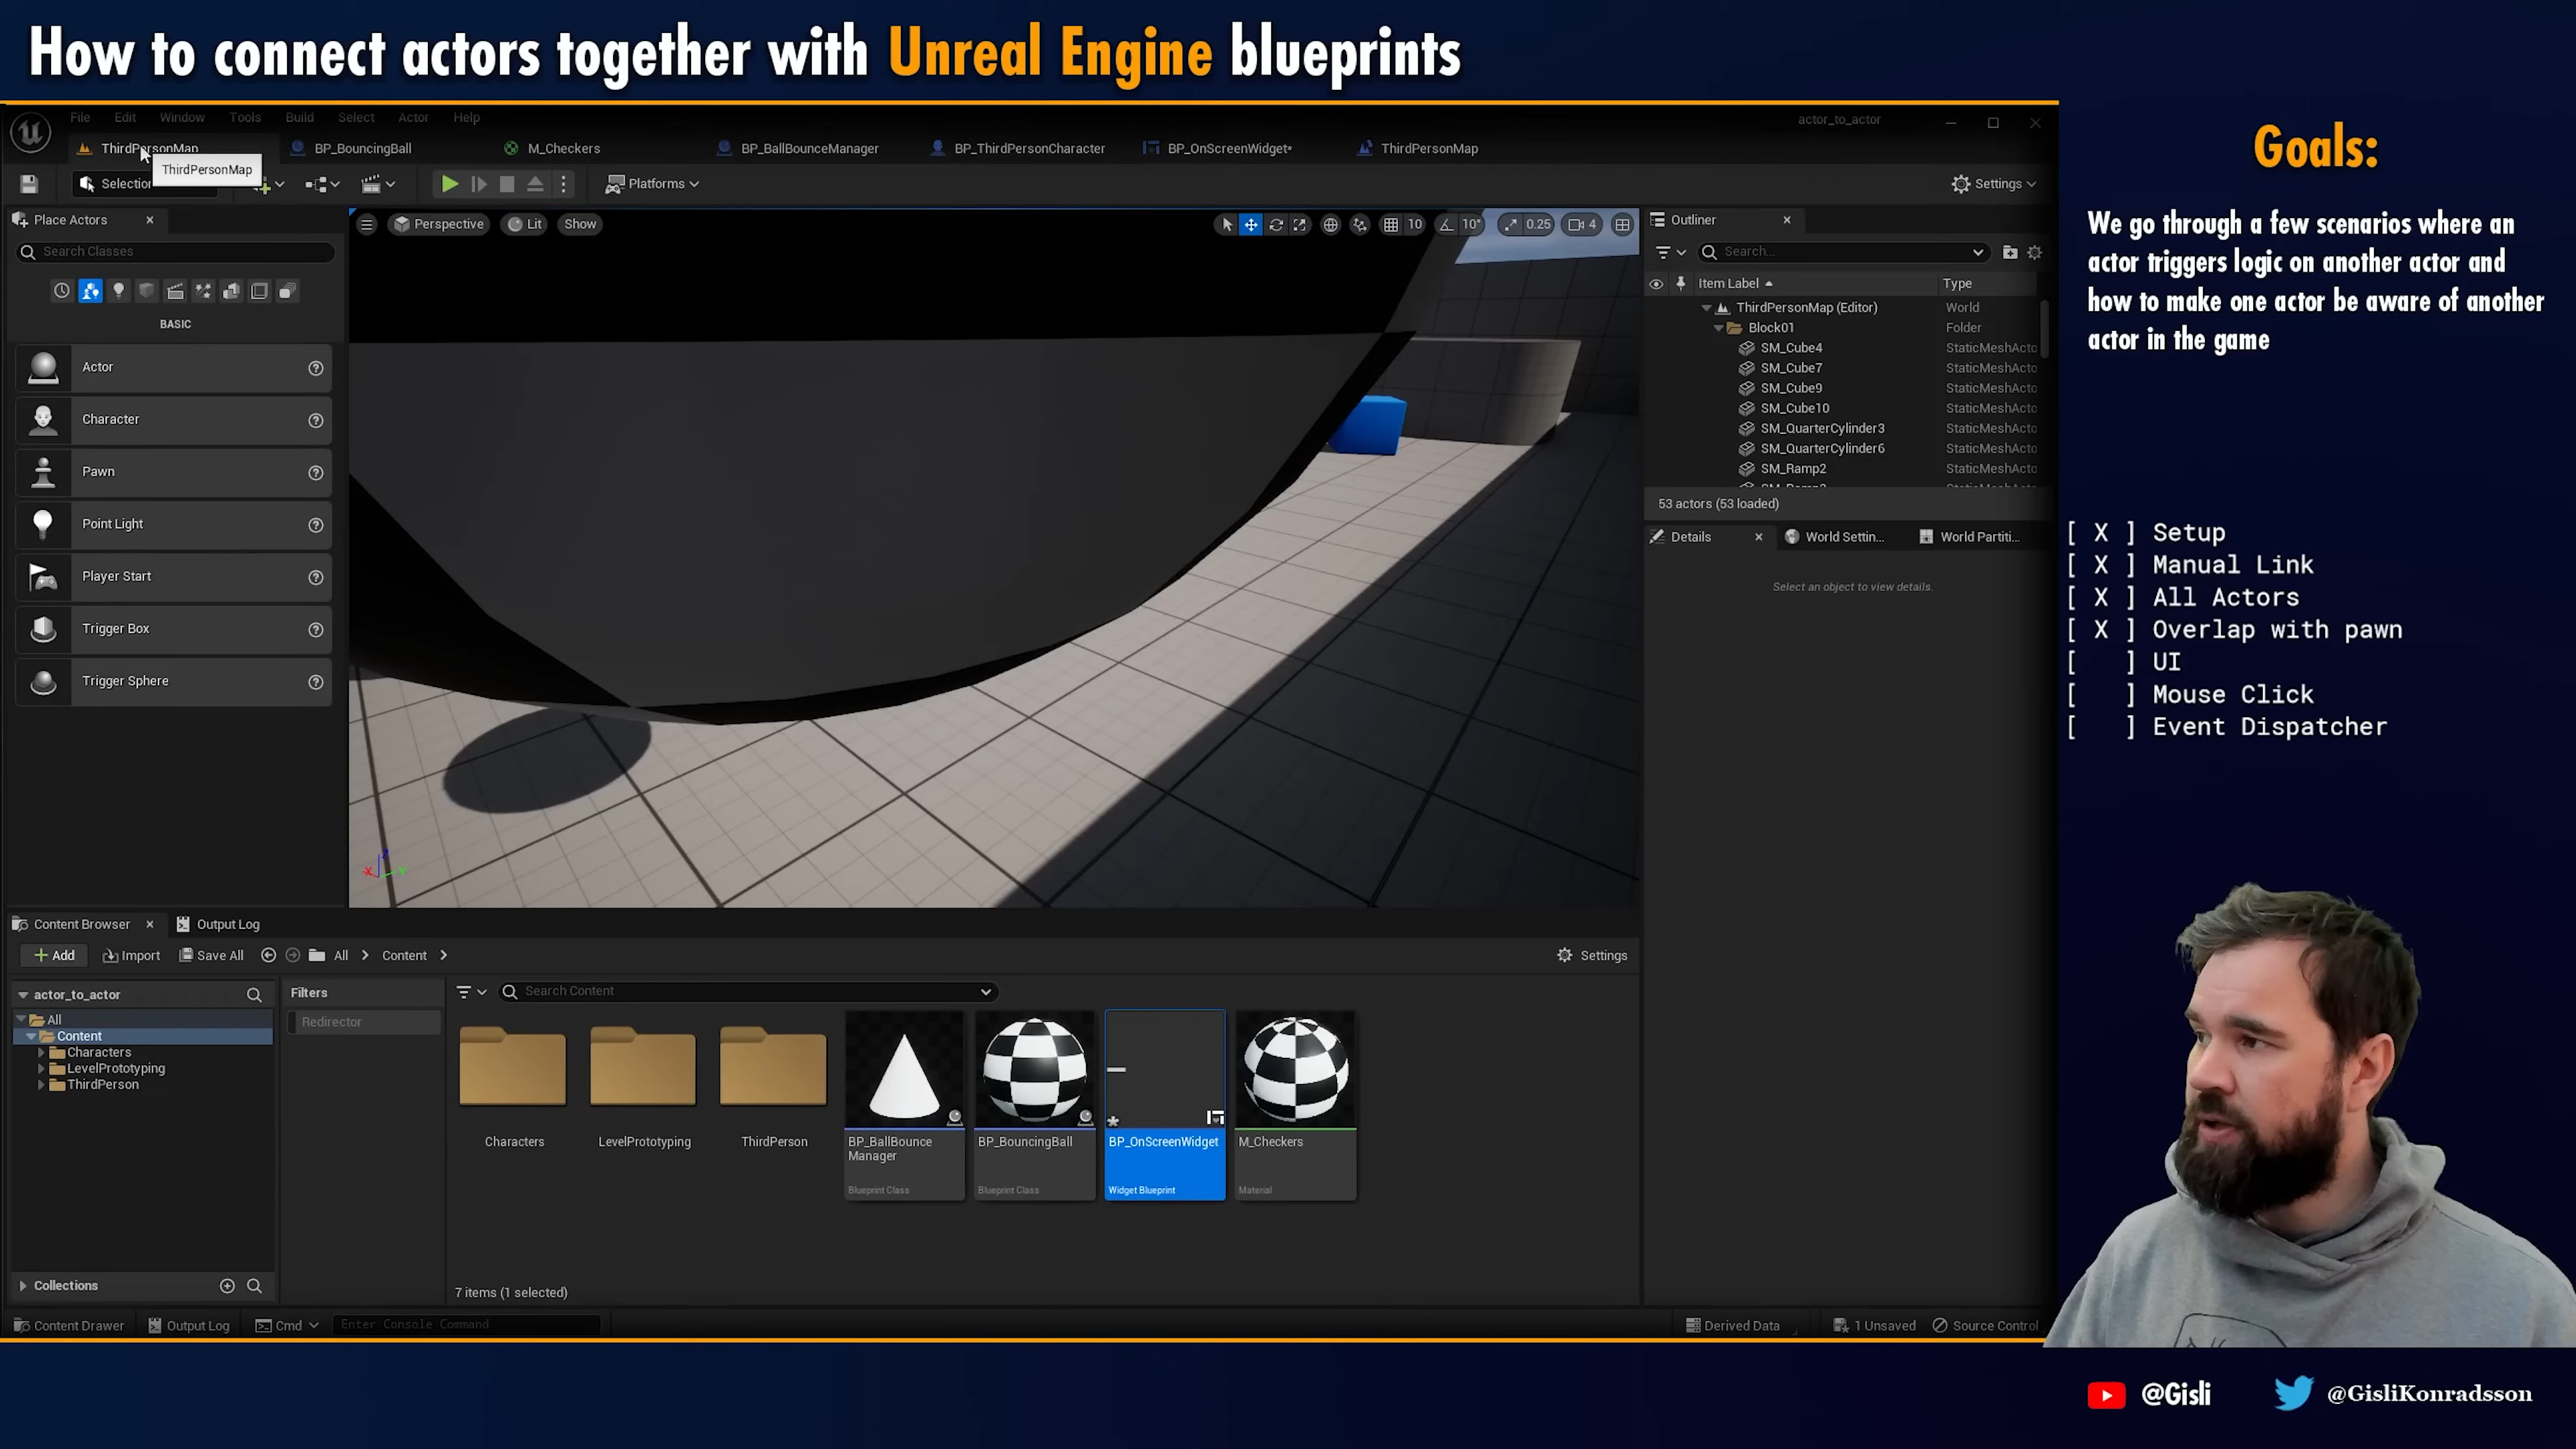 How to connect actors together with Unreal Engine blueprints
File Edit Window Tools Build Select Actor Help
actor_to_actor
ThirdPersonMap BP_BouncingBall M_Checkers BP_BallBounceManager BP_ThirdPersonCharacter BP_OnScreenWidget* ThirdPersonMap
ThirdPersonMap
Platforms
Settings
Place Actors
Search Classes
BASIC
Actor
Character
Pawn
Point Light
Player Start
Trigger Box
Trigger Sphere
Perspective Lit Show
10 10° 0.25 4
Outliner
Search...
Item Label Type
ThirdPersonMap (Editor) World
Block01 Folder
SM_Cube4 StaticMeshActo
SM_Cube7 StaticMeshActo
SM_Cube9 StaticMeshActo
SM_Cube10 StaticMeshActo
SM_QuarterCylinder3 StaticMeshActo
SM_QuarterCylinder6 StaticMeshActo
SM_Ramp2 StaticMeshActo
53 actors (53 loaded)
Details World Settin... World Partiti...
Select an object to view details.
Content Browser Output Log
Add Import Save All All Content
Settings
actor_to_actor
All
Content
Characters
LevelPrototyping
ThirdPerson
Collections
Filters
Redirector
Search Content
Characters
LevelPrototyping
ThirdPerson
BP_BallBounce
Manager
Blueprint Class
BP_BouncingBall
Blueprint Class
BP_OnScreenWidget
Widget Blueprint
M_Checkers
Material
7 items (1 selected)
Content Drawer Output Log Cmd Enter Console Command
Derived Data 1 Unsaved Source Control
Goals:
We go through a few scenarios where an
actor triggers logic on another actor and
how to make one actor be aware of another
actor in the game
[ X ] Setup
[ X ] Manual Link
[ X ] All Actors
[ X ] Overlap with pawn
[   ] UI
[   ] Mouse Click
[   ] Event Dispatcher
@Gisli @GisliKonradsson